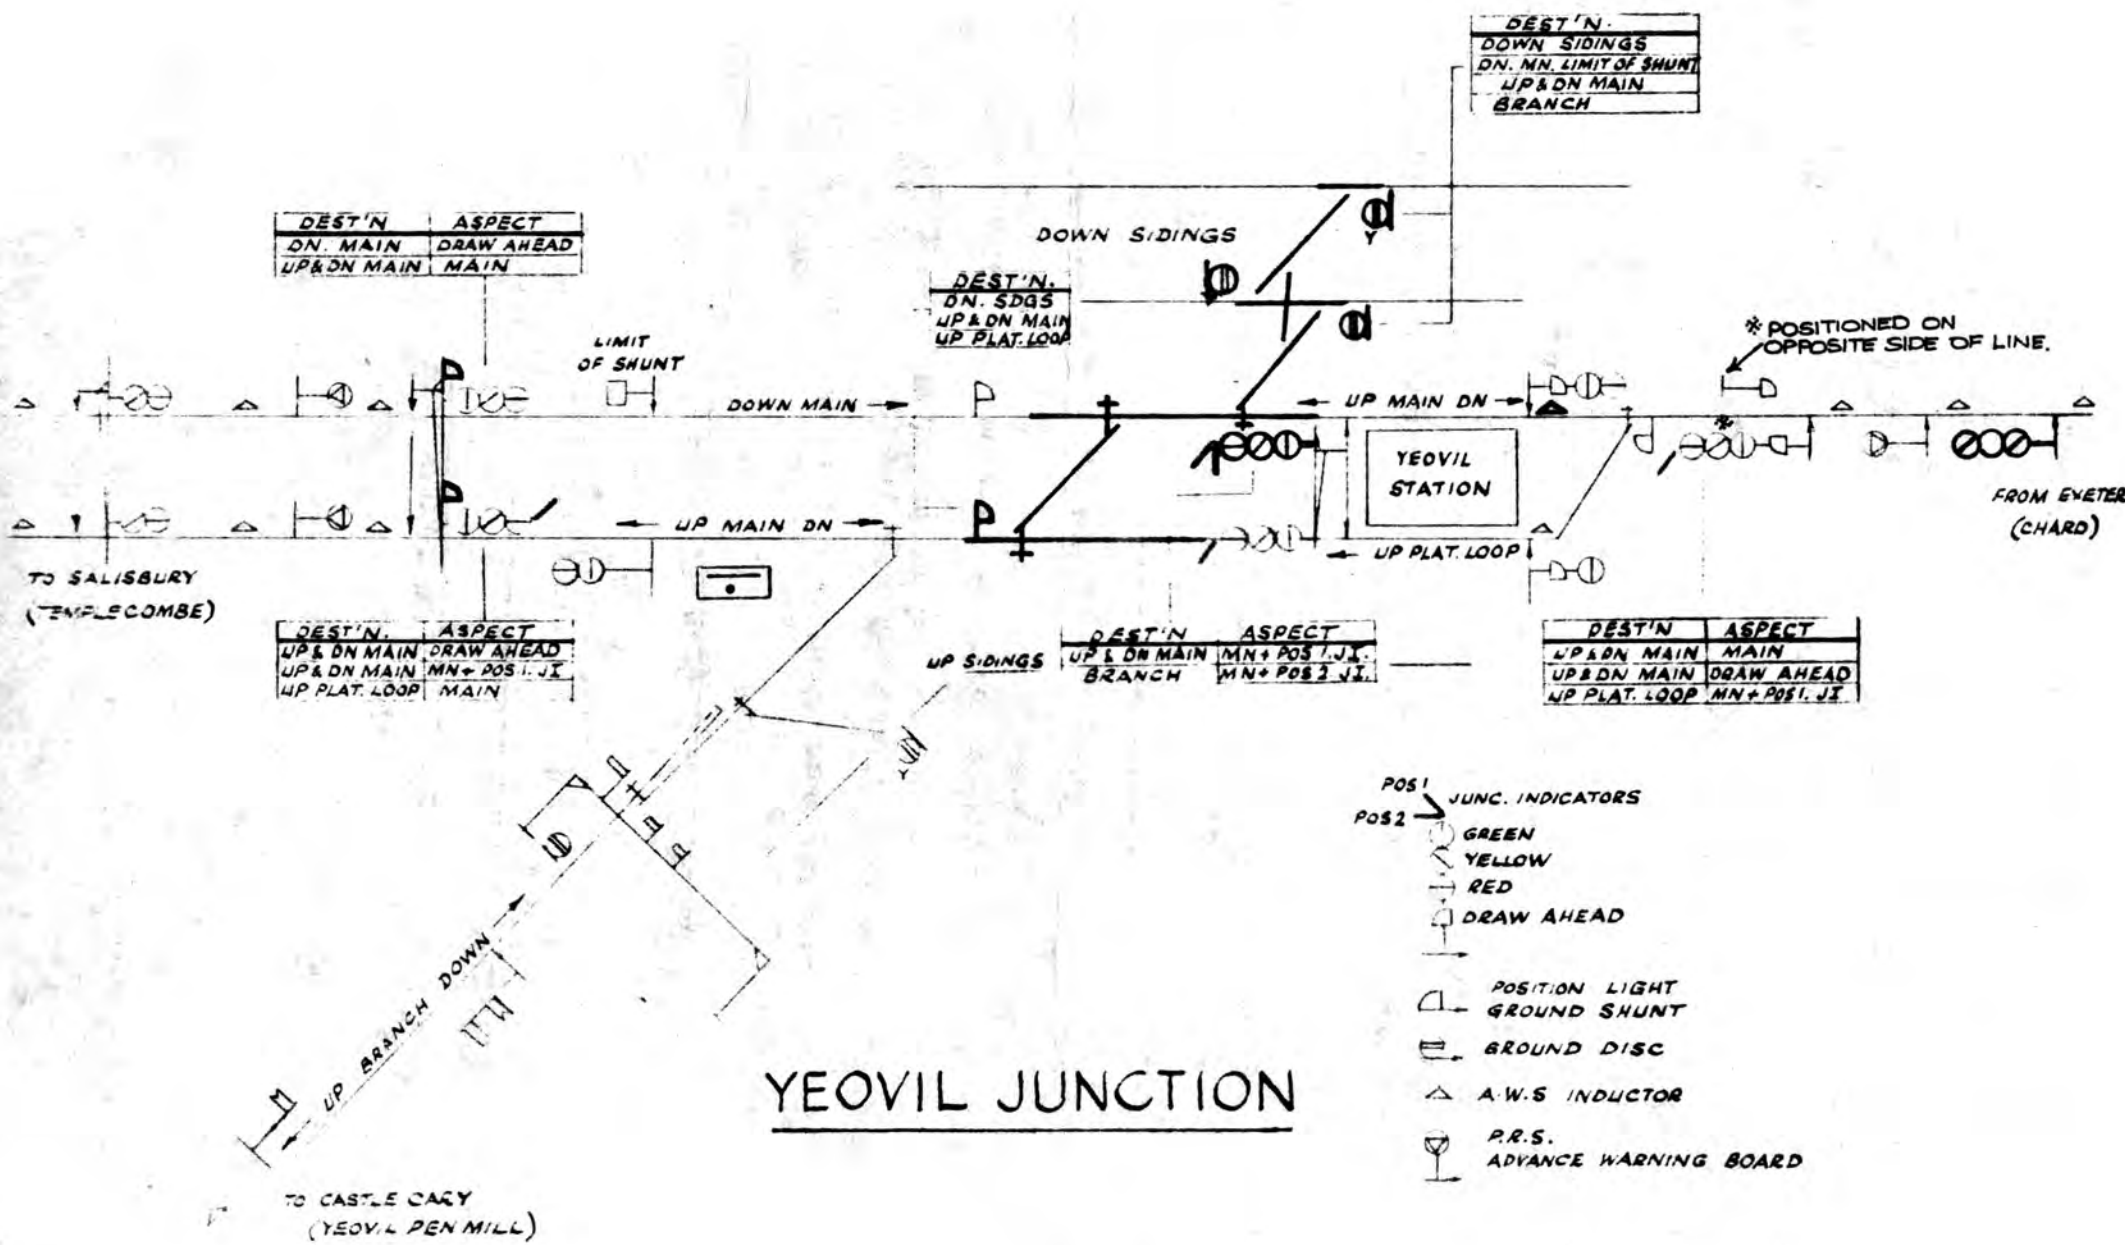 DEST'N.
DOWN SIDINGS
DN. MN. LIMIT OF SHUNT
UP & DN MAIN
BRANCH
DEST'N ASPECT
DN. MAIN DRAW AHEAD
UP & DN MAIN MAIN
DOWN SIDINGS
Y
DEST'N.
DN. SDGS
UP & DN MAIN
UP PLAT. LOOP
LIMIT
OF SHUNT
* POSITIONED ON
OPPOSITE SIDE OF LINE.
DOWN MAIN
UP MAIN DN
*
YEOVIL
STATION
FROM EXETER
(CHARD)
UP MAIN DN
UP PLAT. LOOP
TO SALISBURY
(TEMPLECOMBE)
DEST'N. ASPECT
UP & DN MAIN DRAW AHEAD
UP & DN MAIN MN + POS 1. JI
UP PLAT. LOOP MAIN
UP SIDINGS
DEST'N ASPECT
UP & DN MAIN MN + POS 1. JI.
BRANCH MN + POS 2 JI.
DEST'N ASPECT
UP & DN MAIN MAIN
UP & DN MAIN DRAW AHEAD
UP PLAT. LOOP MN + POS 1. JI
Y
POS 1
JUNC. INDICATORS
POS 2
GREEN
YELLOW
RED
DRAW AHEAD
POSITION LIGHT
GROUND SHUNT
GROUND DISC
A.W.S INDUCTOR
P.R.S.
ADVANCE WARNING BOARD
UP BRANCH DOWN
YEOVIL JUNCTION
TO CASTLE CARY
(YEOVIL PEN MILL)